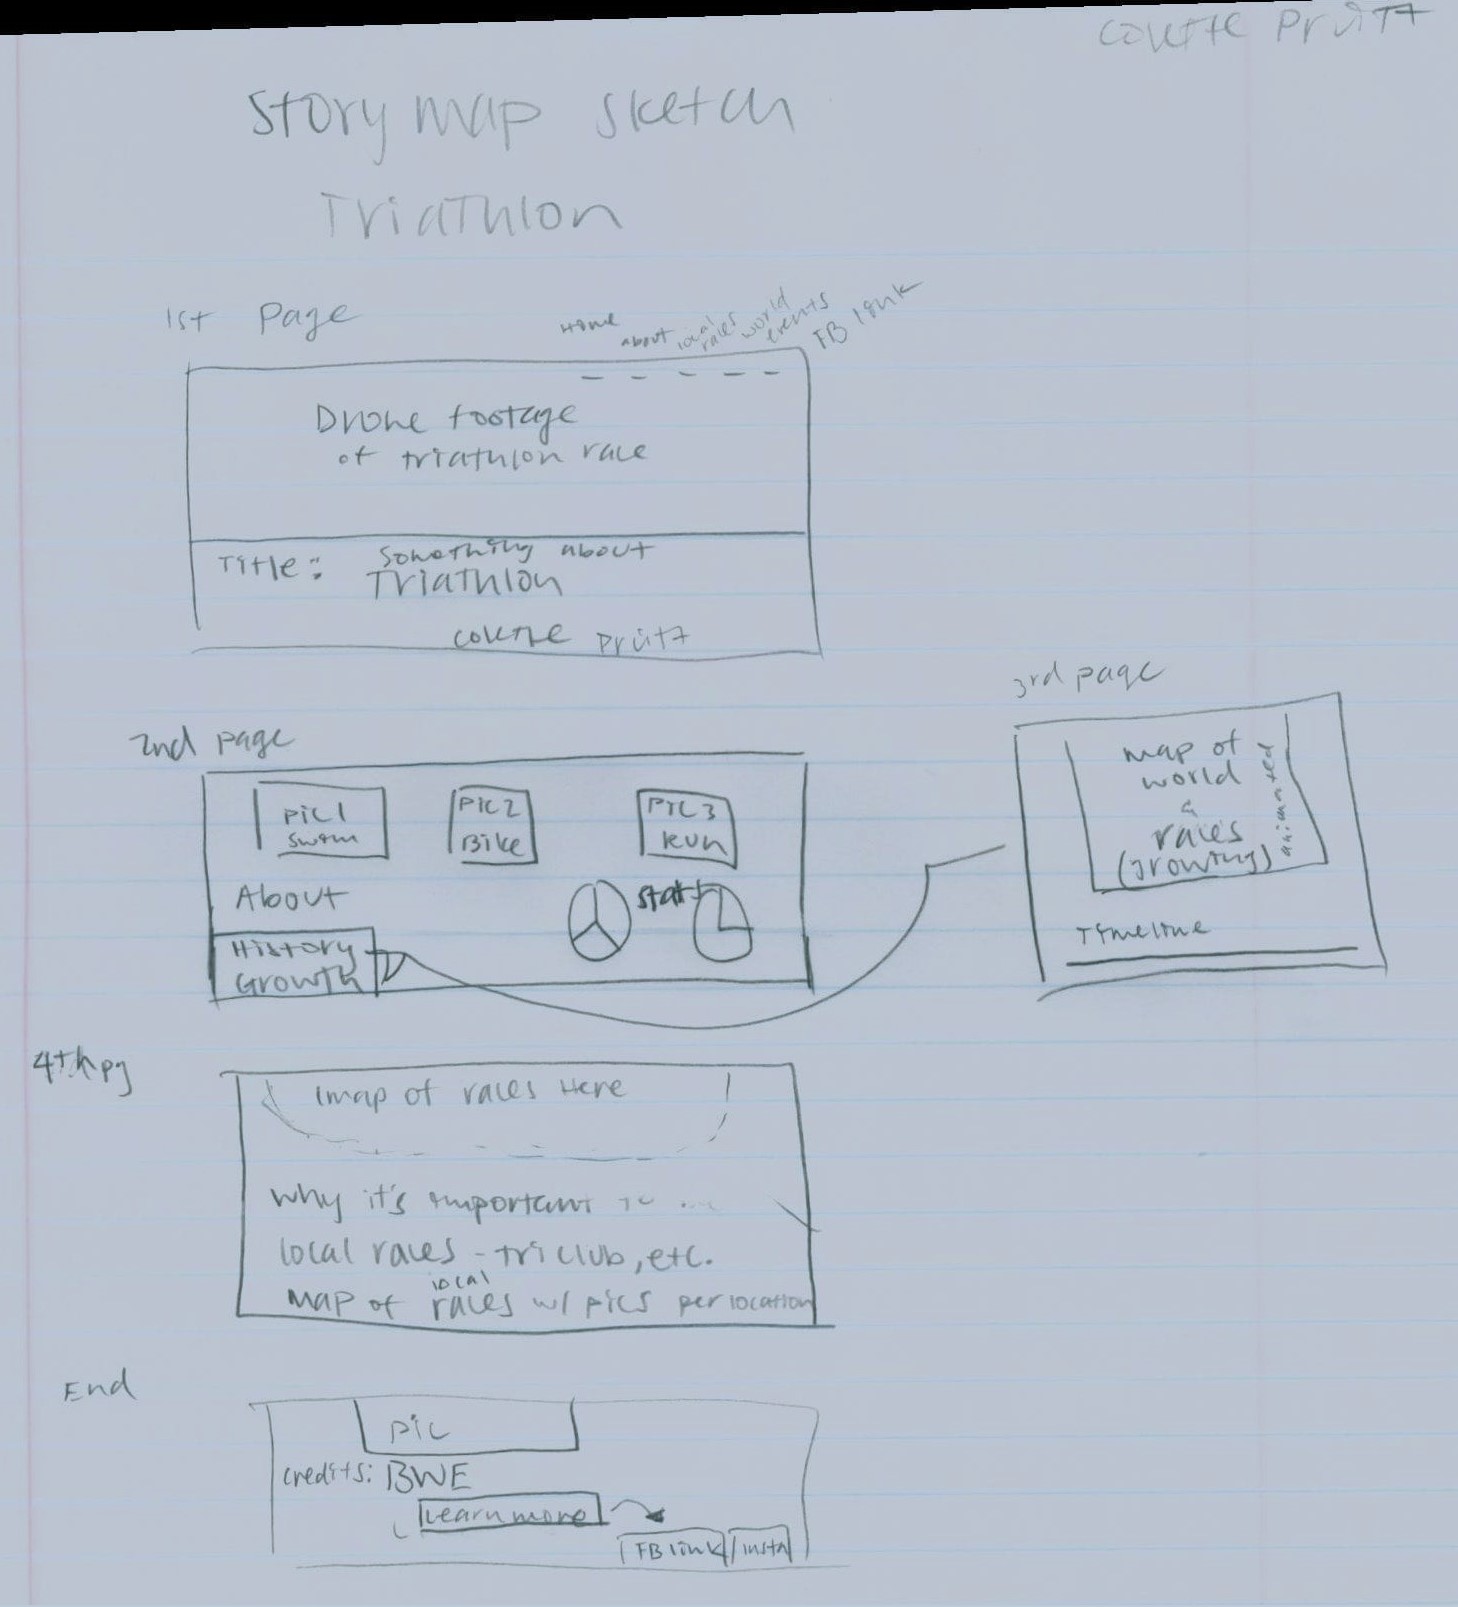 Pruitt
Story map sketch
Triathlon
1st Page
Home
about
local
races
world
events
FB link
Drone footage
of triathlon race
Title: Something about
Triathlon
Pruitt
2nd page
3rd page
Pic1
Swim
Pic2
Bike
Pic3
Run
About
stats
History
Growth
map of
world
&
races
(growing)
animated
Timeline
4th pg
map of races Here
why it's important to ...
local races - tri club, etc.
map of local races w/ pics per location
End
pic
credits: BWE
Learn more
FB link
insta